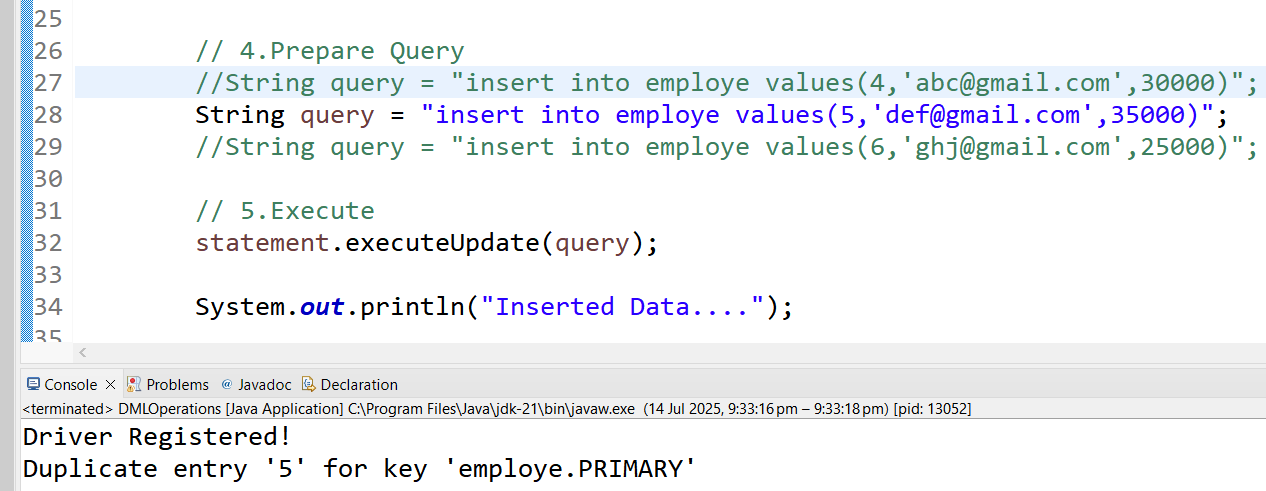 25
26 // 4.Prepare Query
27 //String query = "insert into employe values(4,'abc@gmail.com',30000)";
28 String query = "insert into employe values(5,'def@gmail.com',35000)";
29 //String query = "insert into employe values(6,'ghj@gmail.com',25000)";
30
31 // 5.Execute
32 statement.executeUpdate(query);
33
34 System.out.println("Inserted Data....");
35
Console Problems @ Javadoc Declaration
<terminated> DMLOperations [Java Application] C:\Program Files\Java\jdk-21\bin\javaw.exe (14 Jul 2025, 9:33:16 pm – 9:33:18 pm) [pid: 13052]
Driver Registered!
Duplicate entry '5' for key 'employe.PRIMARY'